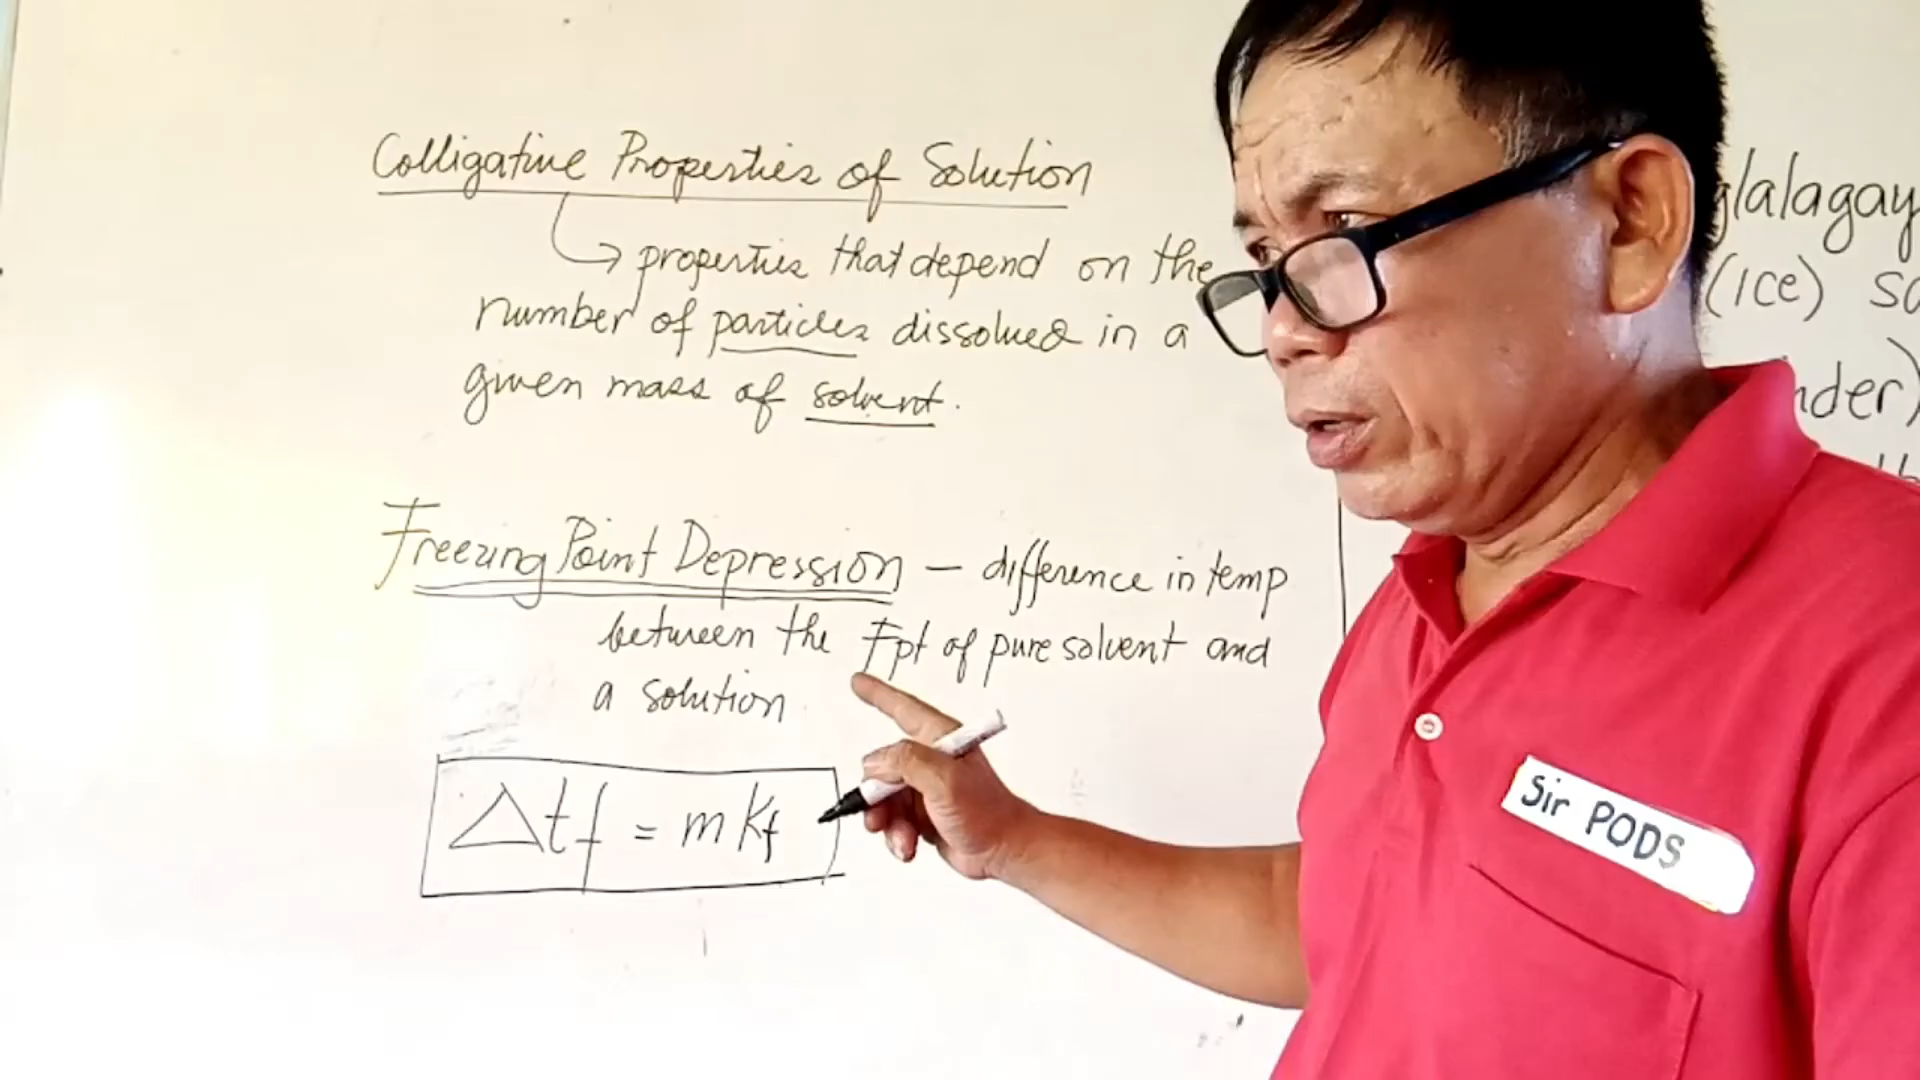 Colligative Properties of Solution
properties that depend on the
number of particles dissolved in a
given mass of solvent.
Freezing Point Depression — difference in temp
between the Fpt of pure solvent and
a solution
Δtf = mKf
glalagay
(ice) sa
nder)
Sir PODS